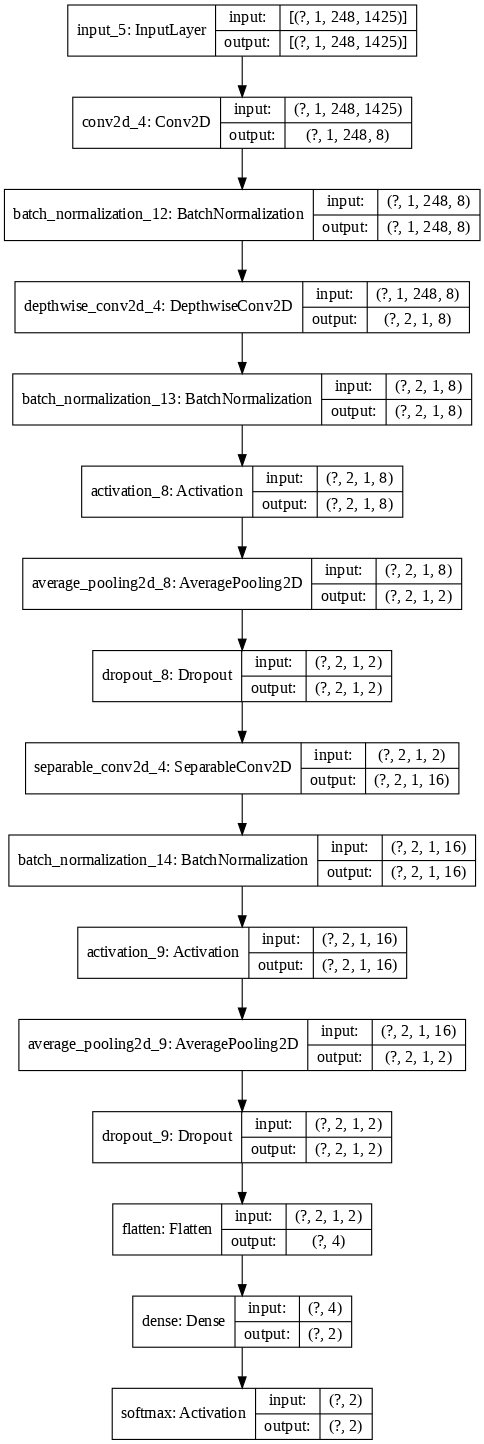 input_5: InputLayer
input: [(?, 1, 248, 1425)]
output: [(?, 1, 248, 1425)]
conv2d_4: Conv2D
input: (?, 1, 248, 1425)
output: (?, 1, 248, 8)
batch_normalization_12: BatchNormalization
input: (?, 1, 248, 8)
output: (?, 1, 248, 8)
depthwise_conv2d_4: DepthwiseConv2D
input: (?, 1, 248, 8)
output: (?, 2, 1, 8)
batch_normalization_13: BatchNormalization
input: (?, 2, 1, 8)
output: (?, 2, 1, 8)
activation_8: Activation
input: (?, 2, 1, 8)
output: (?, 2, 1, 8)
average_pooling2d_8: AveragePooling2D
input: (?, 2, 1, 8)
output: (?, 2, 1, 2)
dropout_8: Dropout
input: (?, 2, 1, 2)
output: (?, 2, 1, 2)
separable_conv2d_4: SeparableConv2D
input: (?, 2, 1, 2)
output: (?, 2, 1, 16)
batch_normalization_14: BatchNormalization
input: (?, 2, 1, 16)
output: (?, 2, 1, 16)
activation_9: Activation
input: (?, 2, 1, 16)
output: (?, 2, 1, 16)
average_pooling2d_9: AveragePooling2D
input: (?, 2, 1, 16)
output: (?, 2, 1, 2)
dropout_9: Dropout
input: (?, 2, 1, 2)
output: (?, 2, 1, 2)
flatten: Flatten
input: (?, 2, 1, 2)
output: (?, 4)
dense: Dense
input: (?, 4)
output: (?, 2)
softmax: Activation
input: (?, 2)
output: (?, 2)